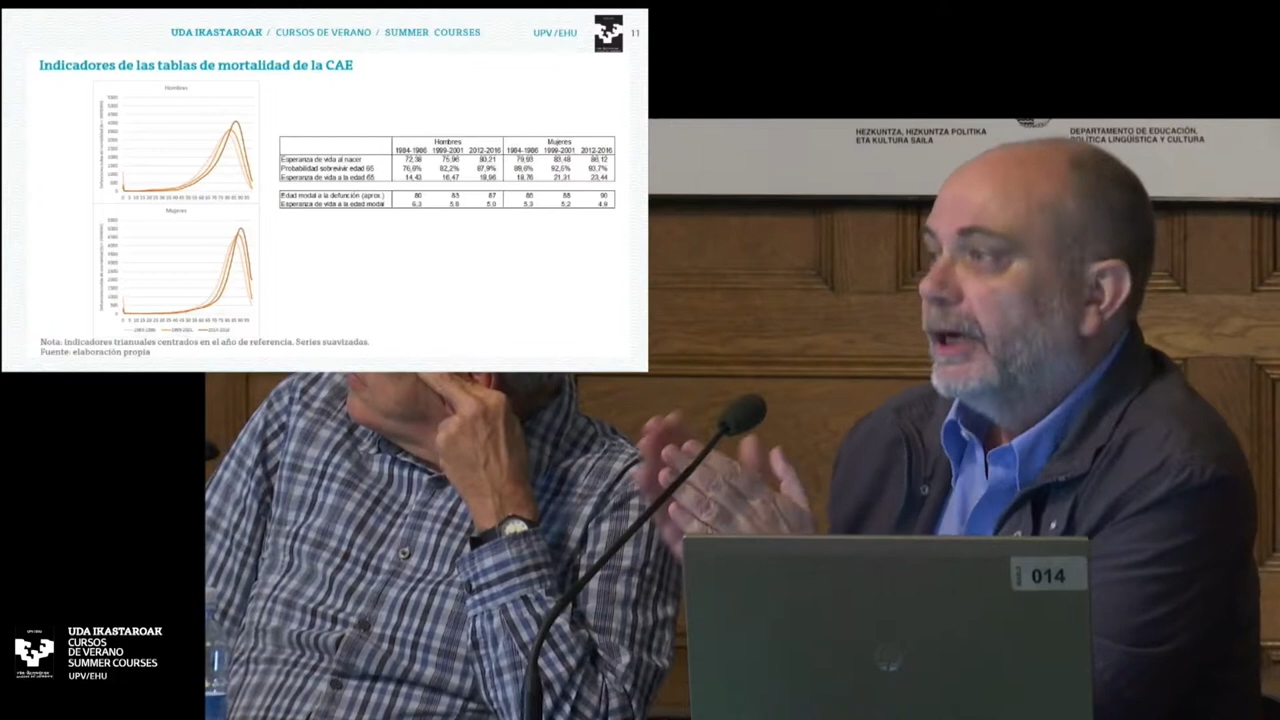 UDA IKASTAROAK / CURSOS DE VERANO / SUMMER COURSES UPV/EHU 11
Indicadores de las tablas de mortalidad de la CAE
Hombres
Hombres Mujeres
1984-1986 1999-2001 2012-2016 1984-1986 1999-2001 2012-2016
Esperanza de vida al nacer 72,38 75,96 80,21 79,93 83,48 86,12
Probabilidad sobrevivir edad 65 76,6% 82,2% 87,9% 89,6% 92,5% 93,7%
Esperanza de vida a la edad 65 14,43 16,47 18,96 18,76 21,31 23,44
Edad modal a la defunción (aprox.) 80 83 87 86 88 90
Esperanza de vida a la edad modal 6,3 5,8 5,0 5,3 5,2 4,9
Mujeres
Nota: indicadores trianuales centrados en el año de referencia. Series suavizadas.
Fuente: elaboración propia
HEZKUNTZA, HIZKUNTZA POLITIKA
ETA KULTURA SAILA
DEPARTAMENTO DE EDUCACIÓN,
POLÍTICA LINGÜÍSTICA Y CULTURA
014
UDA IKASTAROAK
CURSOS
DE VERANO
SUMMER COURSES
UPV/EHU